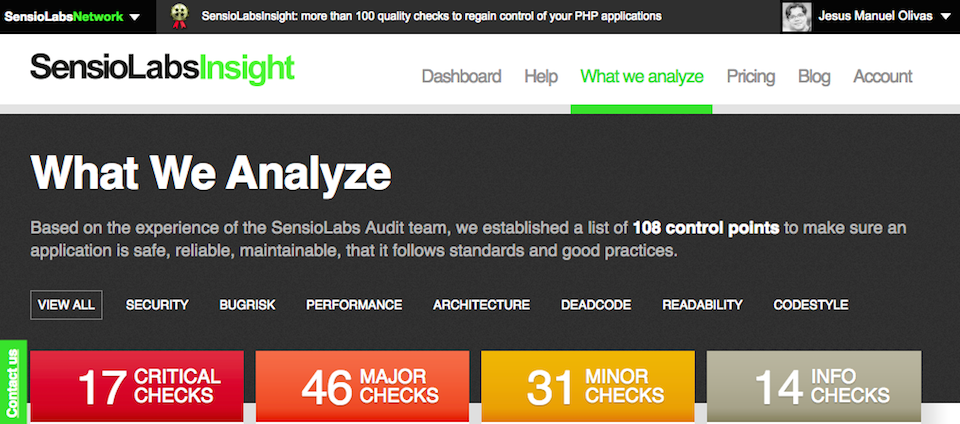 SensioLabsNetwork
SensioLabsInsight: more than 100 quality checks to regain control of your PHP applications
Jesus Manuel Olivas
SensioLabsInsight
Dashboard
Help
What we analyze
Pricing
Blog
Account
What We Analyze
Based on the experience of the SensioLabs Audit team, we established a list of 108 control points to make sure an
application is safe, reliable, maintainable, that it follows standards and good practices.
VIEW ALL
SECURITY
BUGRISK
PERFORMANCE
ARCHITECTURE
DEADCODE
READABILITY
CODESTYLE
Contact us
17 CRITICAL
CHECKS
46 MAJOR
CHECKS
31 MINOR
CHECKS
14 INFO
CHECKS